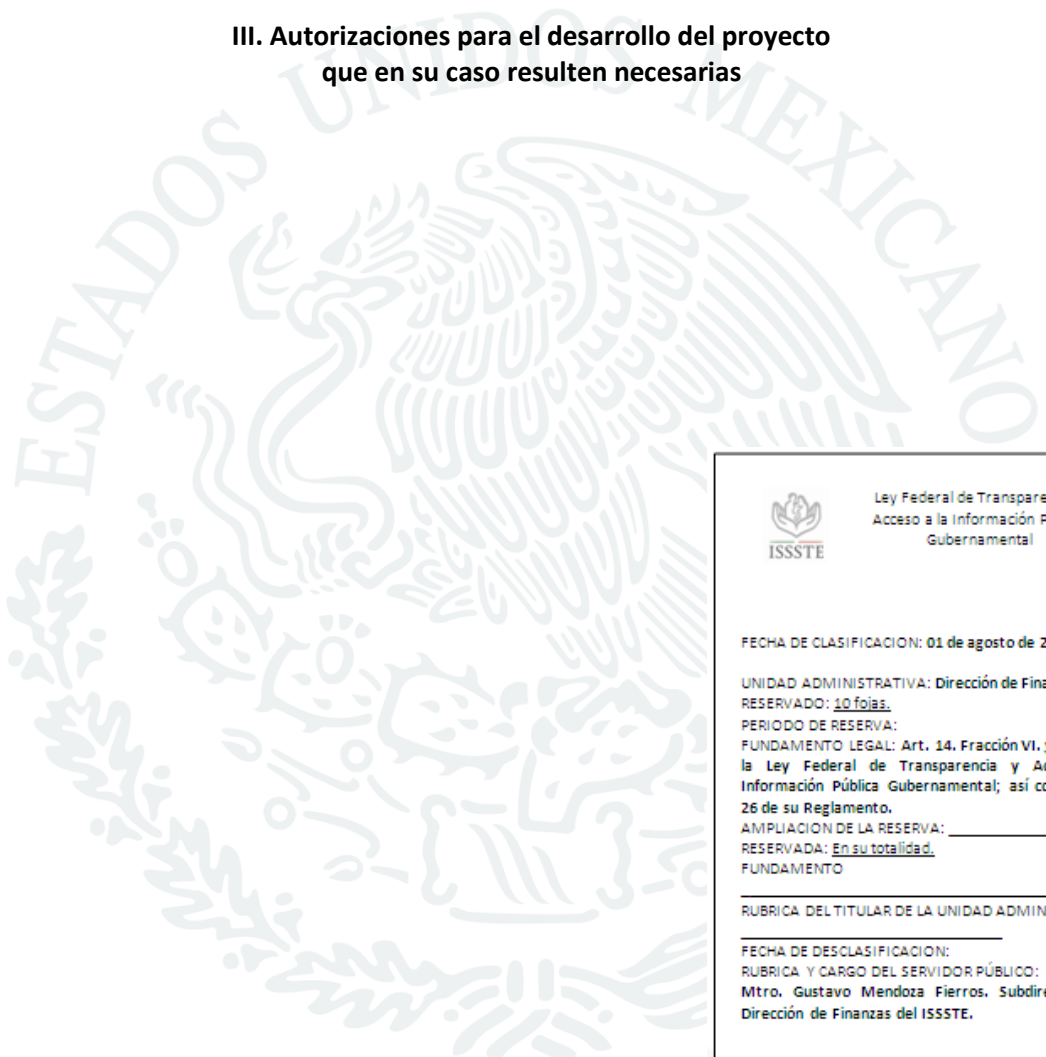 III. Autorizaciones para el desarrollo del proyecto
que en su caso resulten necesarias
ESTADOS UNIDOS MEXICANO
ISSSTE
Ley Federal de Transpare
Acceso a la Información P
Gubernamental
FECHA DE CLASIFICACION: 01 de agosto de 2
UNIDAD ADMINISTRATIVA: Dirección de Fina
RESERVADO: 10 fojas.
PERIODO DE RESERVA:
FUNDAMENTO LEGAL: Art. 14. Fracción VI. y
la Ley Federal de Transparencia y Ac
Información Pública Gubernamental; así co
26 de su Reglamento.
AMPLIACION DE LA RESERVA:
RESERVADA: En su totalidad.
FUNDAMENTO
RUBRICA DEL TITULAR DE LA UNIDAD ADMIN
FECHA DE DESCLASIFICACION:
RUBRICA Y CARGO DEL SERVIDOR PÚBLICO:
Mtro. Gustavo Mendoza Fierros. Subdire
Dirección de Finanzas del ISSSTE.